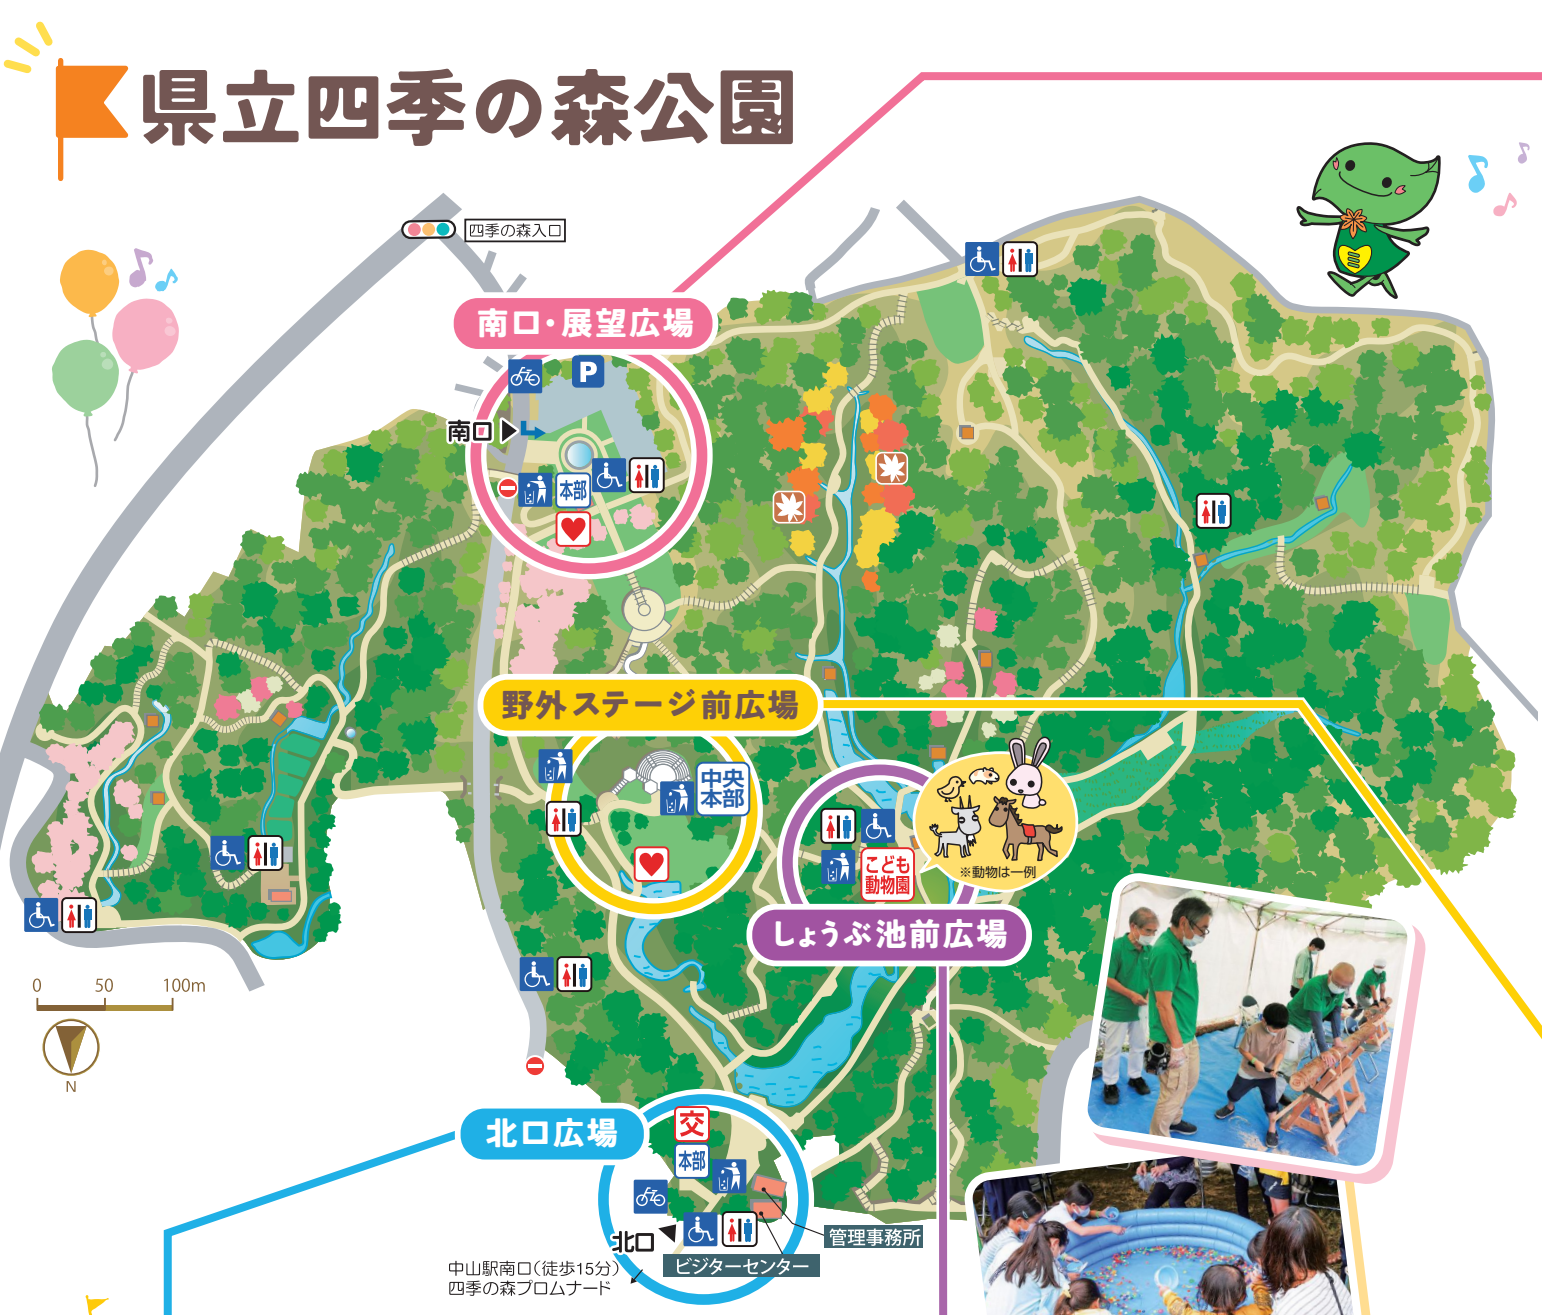 県立四季の森公園
四季の森入口
南口・展望広場
P
南口
本部
野外ステージ前広場
中央
本部
こども
動物園
※動物は一例
しょうぶ池前広場
0 50 100m
N
北口広場
交
本部
北口
管理事務所
ビジターセンター
中山駅南口(徒歩15分)
四季の森プロムナード